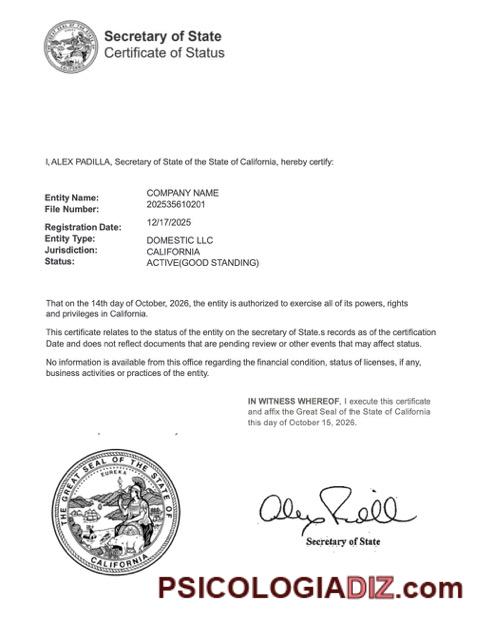 Secretary of State
Certificate of Status
I, ALEX PADILLA, Secretary of State of the State of California, hereby certify:
Entity Name: COMPANY NAME
File Number: 202535610201
Registration Date: 12/17/2025
Entity Type: DOMESTIC LLC
Jurisdiction: CALIFORNIA
Status: ACTIVE(GOOD STANDING)
That on the 14th day of October, 2026, the entity is authorized to exercise all of its powers, rights
and privileges in California.
This certificate relates to the status of the entity on the secretary of State.s records as of the certification
Date and does not reflect documents that are pending review or other events that may affect status.
No information is available from this office regarding the financial condition, status of licenses, if any,
business activities or practices of the entity.
IN WITNESS WHEREOF, I execute this certificate
and affix the Great Seal of the State of California
this day of October 15, 2026.
THE GREAT SEAL OF THE STATE OF
EUREKA
CALIFORNIA
Secretary of State
PSICOLOGIADIZ.com